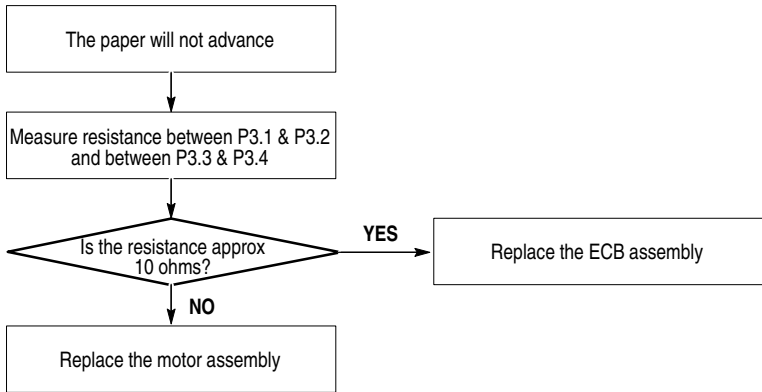 The paper will not advance
Measure resistance between P3.1 & P3.2
and between P3.3 & P3.4
Is the resistance approx
10 ohms?
YES
Replace the ECB assembly
NO
Replace the motor assembly